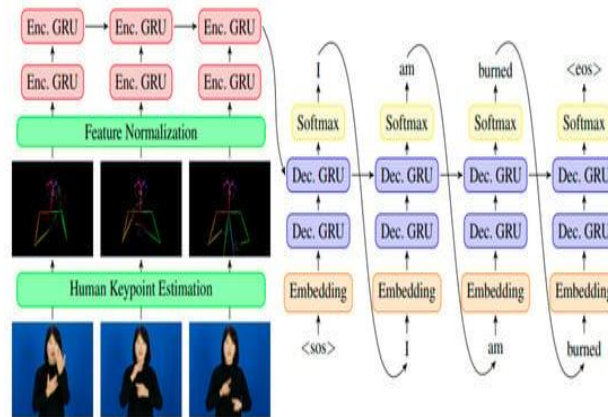 Enc. GRU Enc. GRU Enc. GRU
Enc. GRU Enc. GRU Enc. GRU
Feature Normalization
Human Keypoint Estimation
I am burned <eos>
Softmax Softmax Softmax Softmax
Dec. GRU Dec. GRU Dec. GRU Dec. GRU
Dec. GRU Dec. GRU Dec. GRU Dec. GRU
Embedding Embedding Embedding Embedding
<sos> I am burned